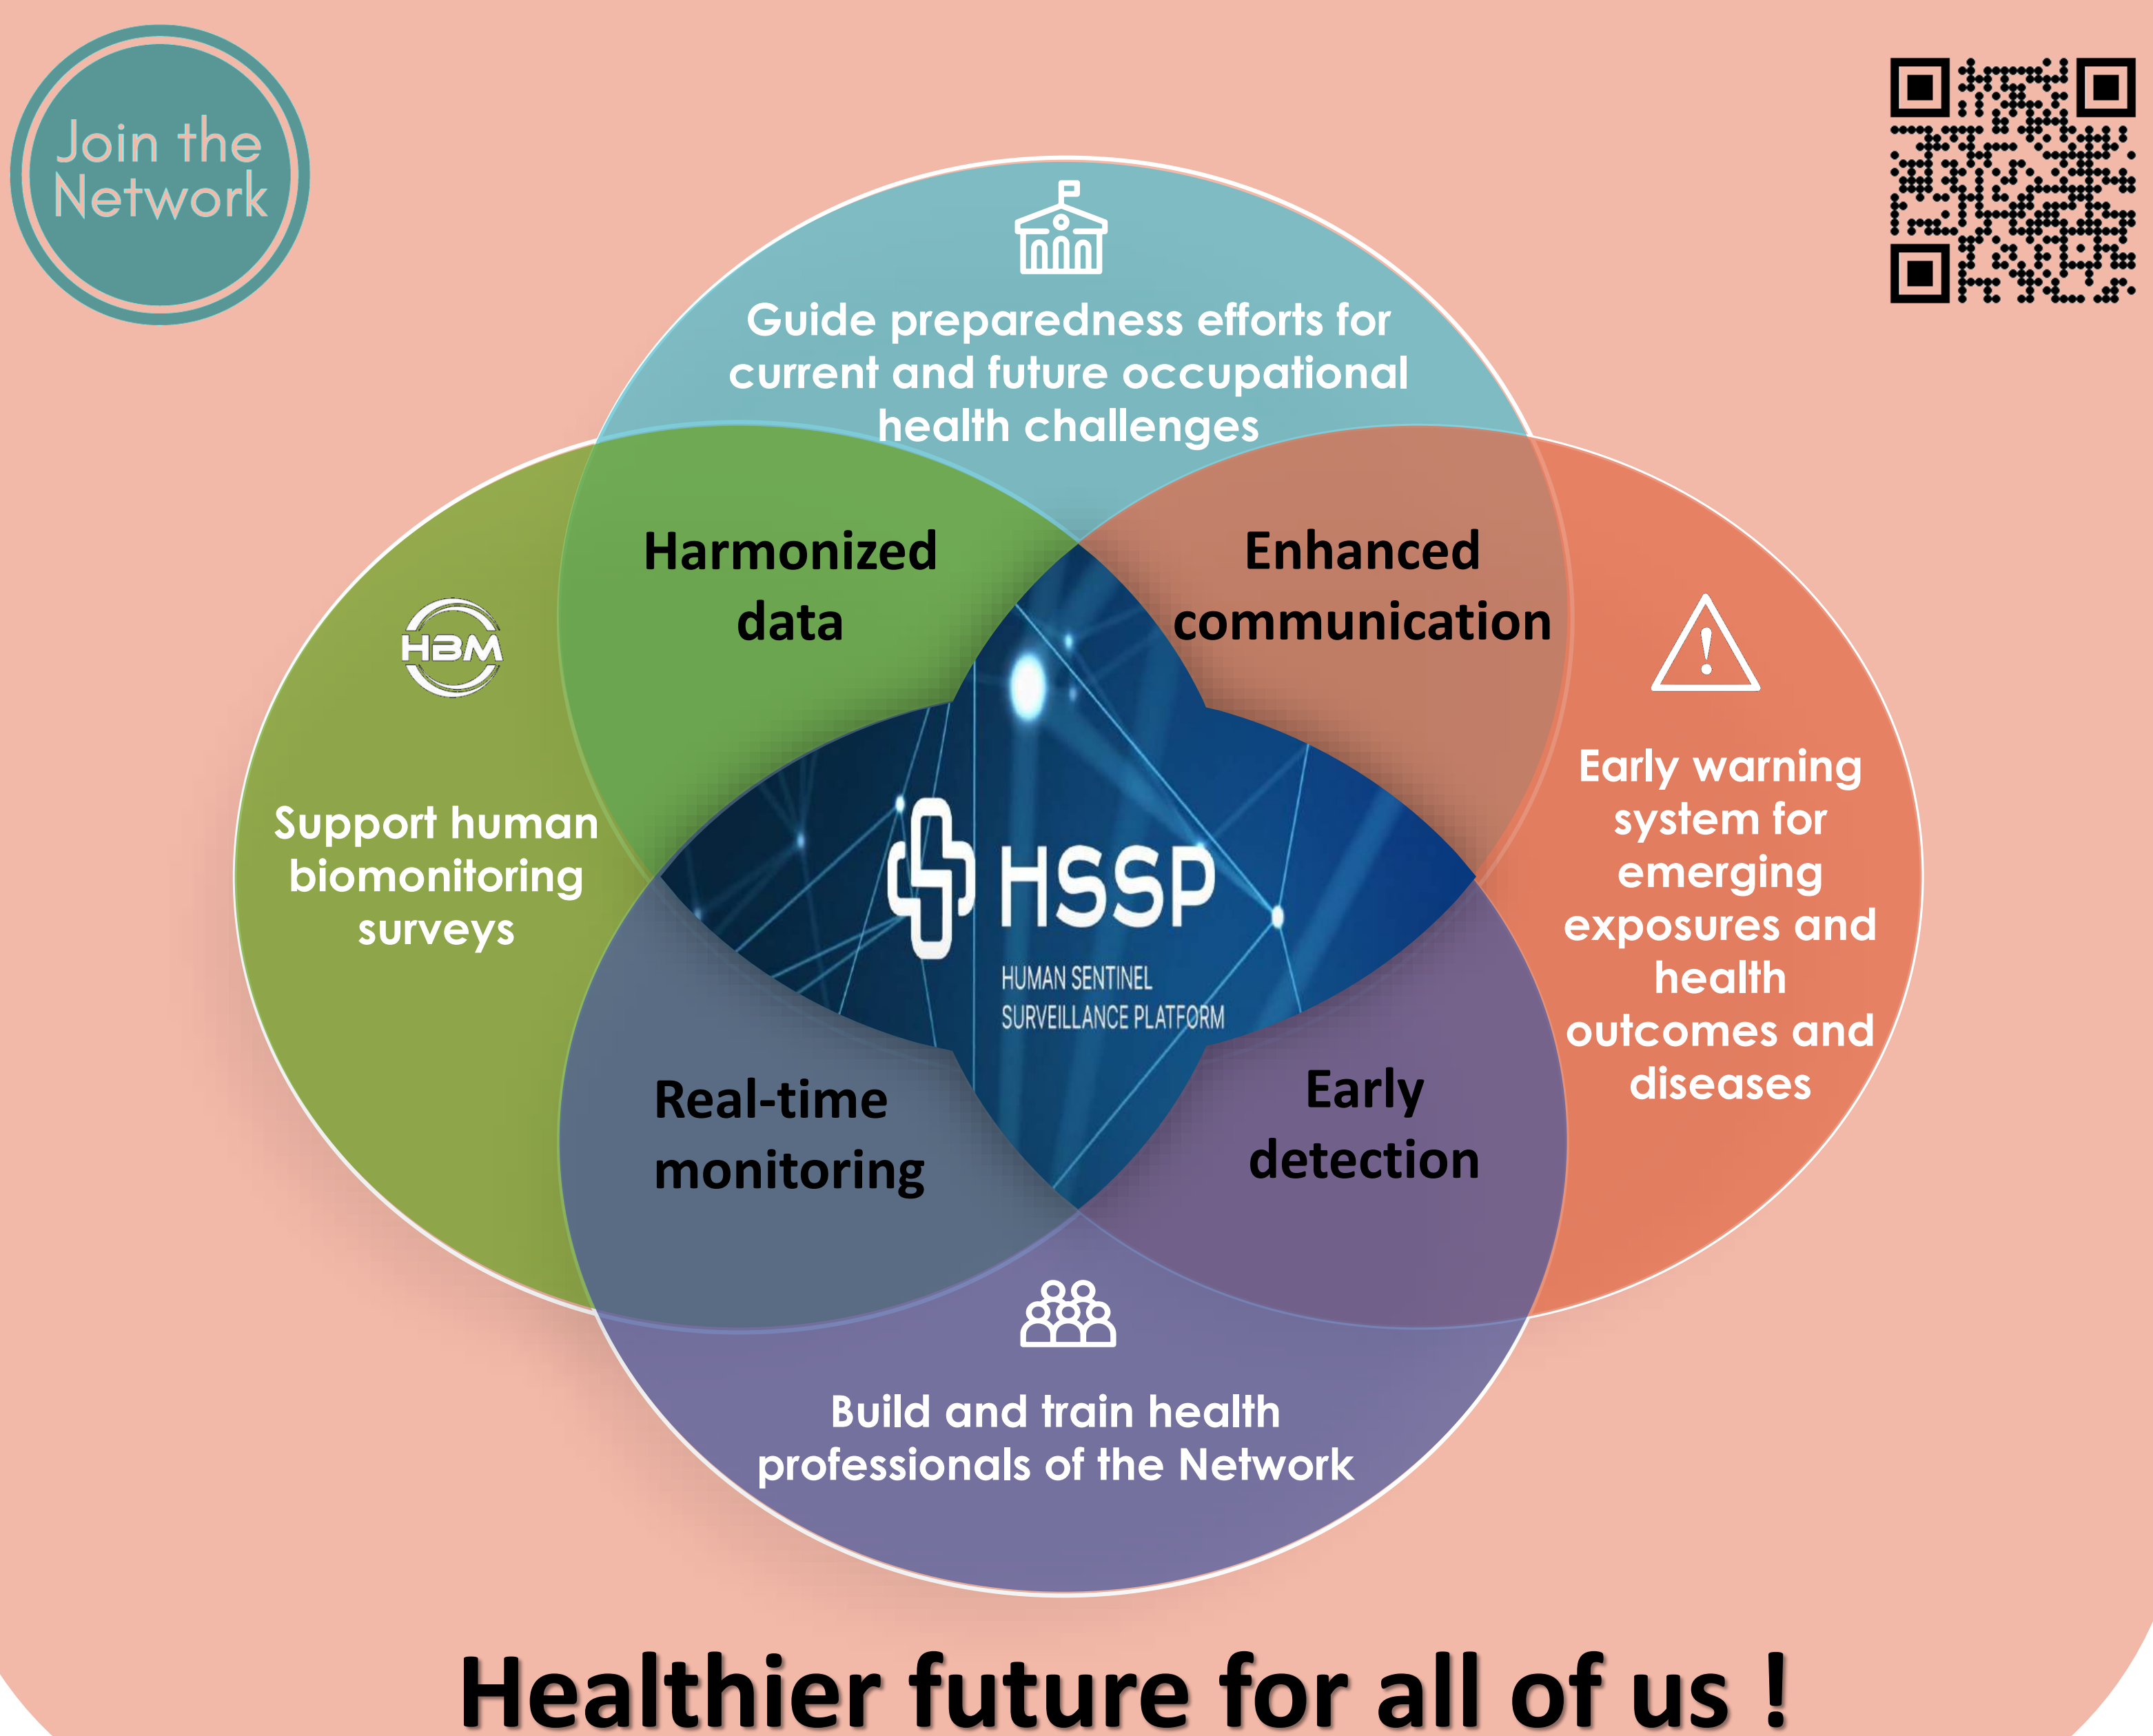 Join the
Network
Guide preparedness efforts for
current and future occupational
health challenges
Harmonized
data
Enhanced
communication
HBM
Support human
biomonitoring
surveys
Early warning
system for
emerging
exposures and
health
outcomes and
diseases
HSSP
HUMAN SENTINEL
SURVEILLANCE PLATFORM
Real-time
monitoring
Early
detection
Build and train health
professionals of the Network
Healthier future for all of us !